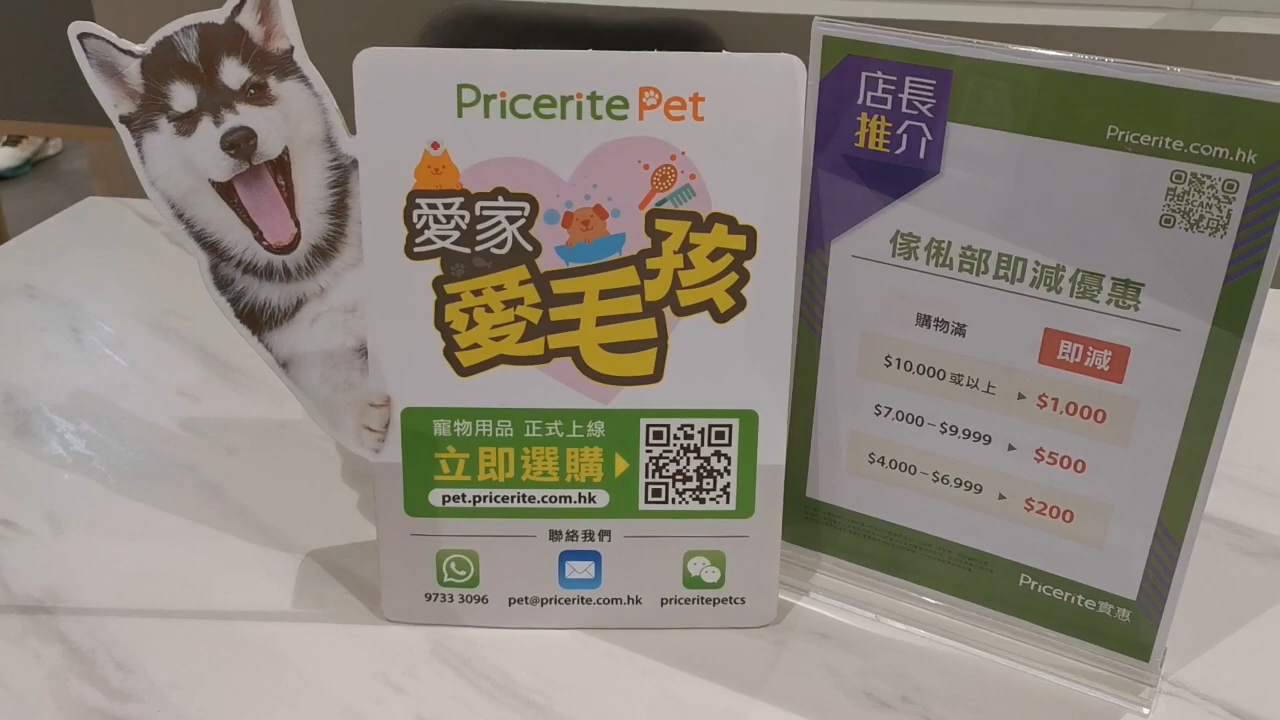 Pricerite Pet
愛家
愛毛孩
寵物用品 正式上線
立即選購
pet.pricerite.com.hk
聯絡我們
9733 3096
pet@pricerite.com.hk
priceritepetcs
店長
推介
Pricerite.com.hk
傢俬部即減優惠
購物滿
即減
$10,000 或以上 ▸ $1,000
$7,000-$9,999 ▸ $500
$4,000-$6,999 ▸ $200
Pricerite實惠